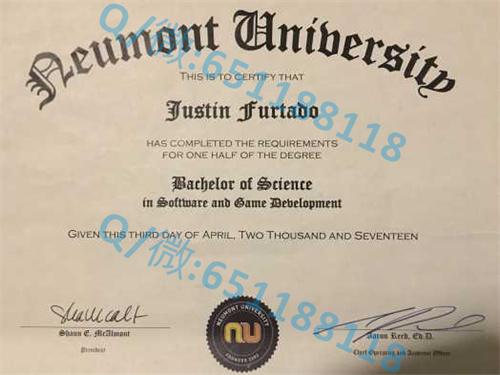 Neumont University
THIS IS TO CERTIFY THAT
Justin Furtado
HAS COMPLETED THE REQUIREMENTS
FOR ONE HALF OF THE DEGREE
Bachelor of Science
in Software and Game Development
GIVEN THIS THIRD DAY OF APRIL, TWO THOUSAND AND SEVENTEEN
Shaun E. McAlmont
President
NEUMONT UNIVERSITY
nu
Aaron Reed, Ed.D.
Chief Operating and Academic Officer
Q/微:651188118
Q/微:651188118